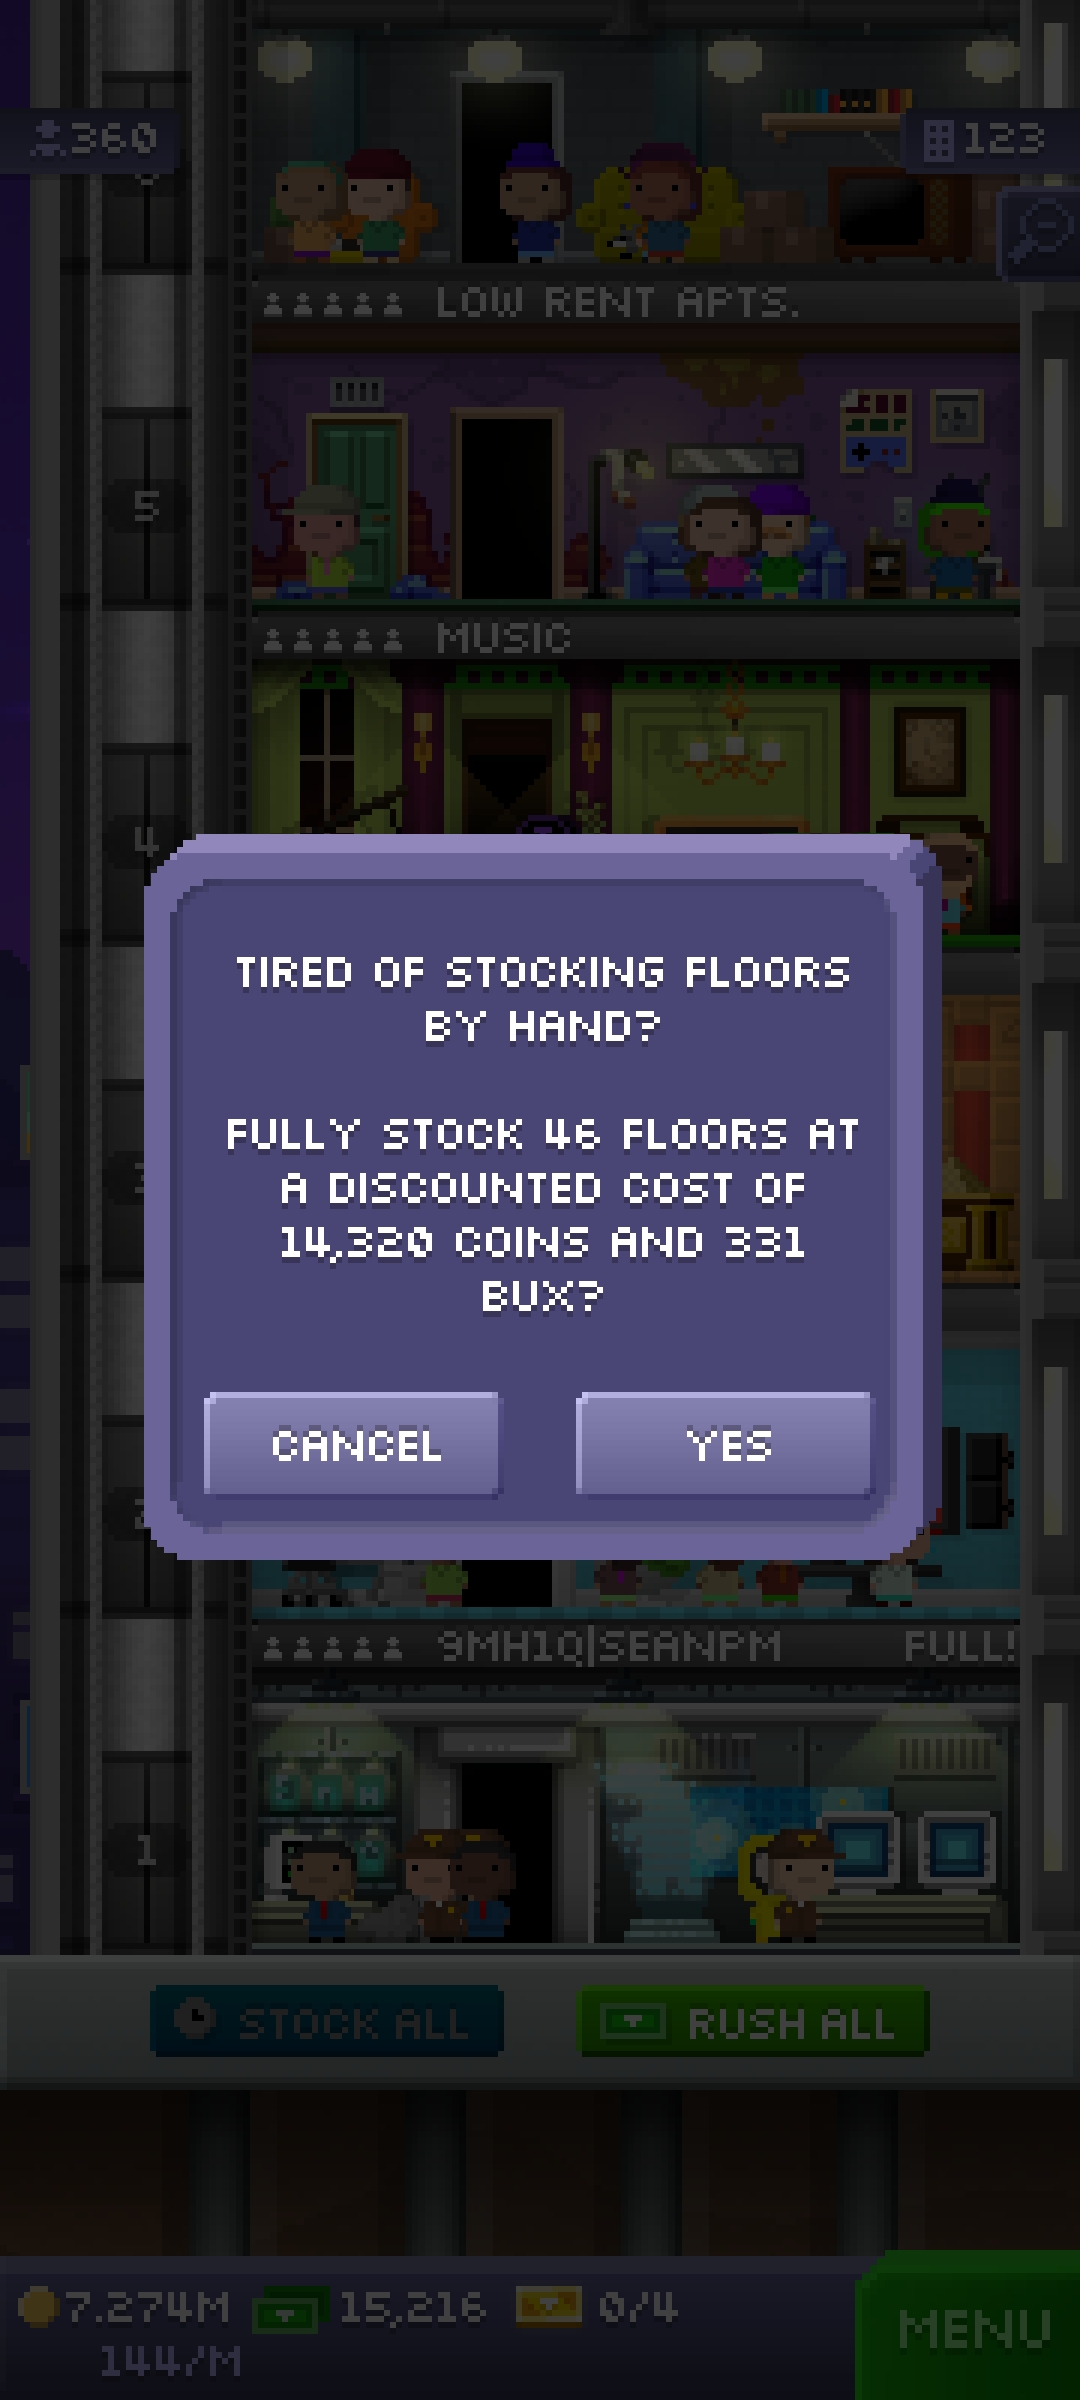 360
123
LOW RENT APTS.
5
MUSIC
4
TIRED OF STOCKING FLOORS
BY HAND?
FULLY STOCK 46 FLOORS AT
A DISCOUNTED COST OF
14,320 COINS AND 331
BUX?
CANCEL
YES
9MH1Q|SEANPM
FULL!
1
STOCK ALL
RUSH ALL
7.274M
15,216
0/4
144/M
MENU